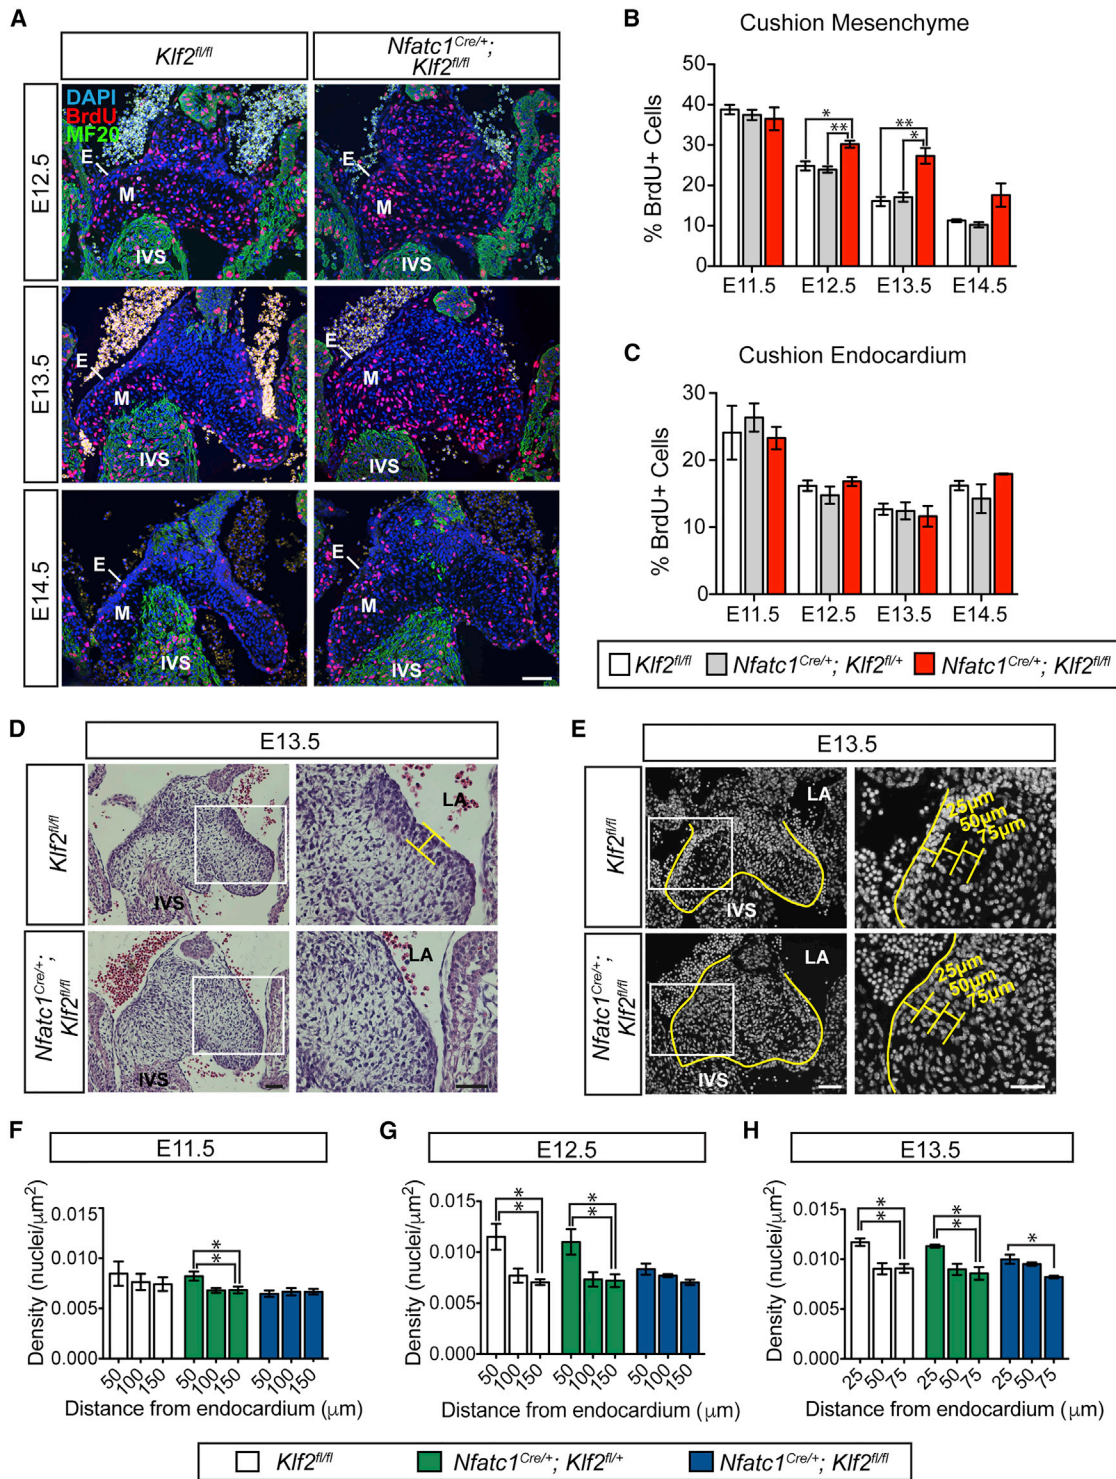 A
Klf2fl/fl
Nfatc1Cre/+;
Klf2fl/fl
E12.5
DAPI
BrdU
MF20
E
M
IVS
E
M
IVS
E13.5
E
M
IVS
E
M
IVS
E14.5
E
M
IVS
E
M
IVS
B
Cushion Mesenchyme
% BrdU+ Cells
50
40
30
20
10
0
*
**
**
*
E11.5 E12.5 E13.5 E14.5
C
Cushion Endocardium
% BrdU+ Cells
30
20
10
0
E11.5 E12.5 E13.5 E14.5
Klf2fl/fl Nfatc1Cre/+; Klf2fl/+ Nfatc1Cre/+; Klf2fl/fl
D
E13.5
Klf2fl/fl
IVS
LA
Nfatc1Cre/+;
Klf2fl/fl
IVS
LA
E
E13.5
Klf2fl/fl
LA
IVS
25μm
50μm
75μm
Nfatc1Cre/+;
Klf2fl/fl
LA
IVS
25μm
50μm
75μm
F
E11.5
Density (nuclei/μm2)
0.015
0.010
0.005
0.000
*
*
50 100 150 50 100 150 50 100 150
Distance from endocardium (μm)
G
E12.5
Density (nuclei/μm2)
0.015
0.010
0.005
0.000
*
*
*
*
50 100 150 50 100 150 50 100 150
Distance from endocardium (μm)
H
E13.5
Density (nuclei/μm2)
0.015
0.010
0.005
0.000
*
*
*
*
*
25 50 75 25 50 75 25 50 75
Distance from endocardium (μm)
Klf2fl/fl Nfatc1Cre/+; Klf2fl/+ Nfatc1Cre/+; Klf2fl/fl